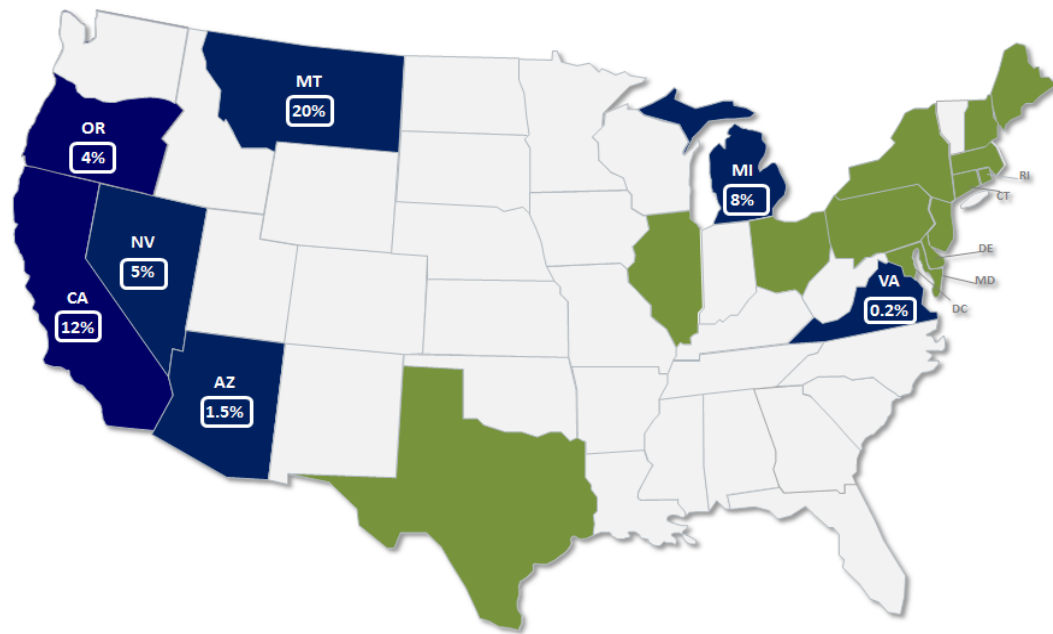 MT
20%
OR
4%
MI
8%
RI
CT
NV
5%
DE
MD
VA
0.2%
DC
CA
12%
AZ
1.5%